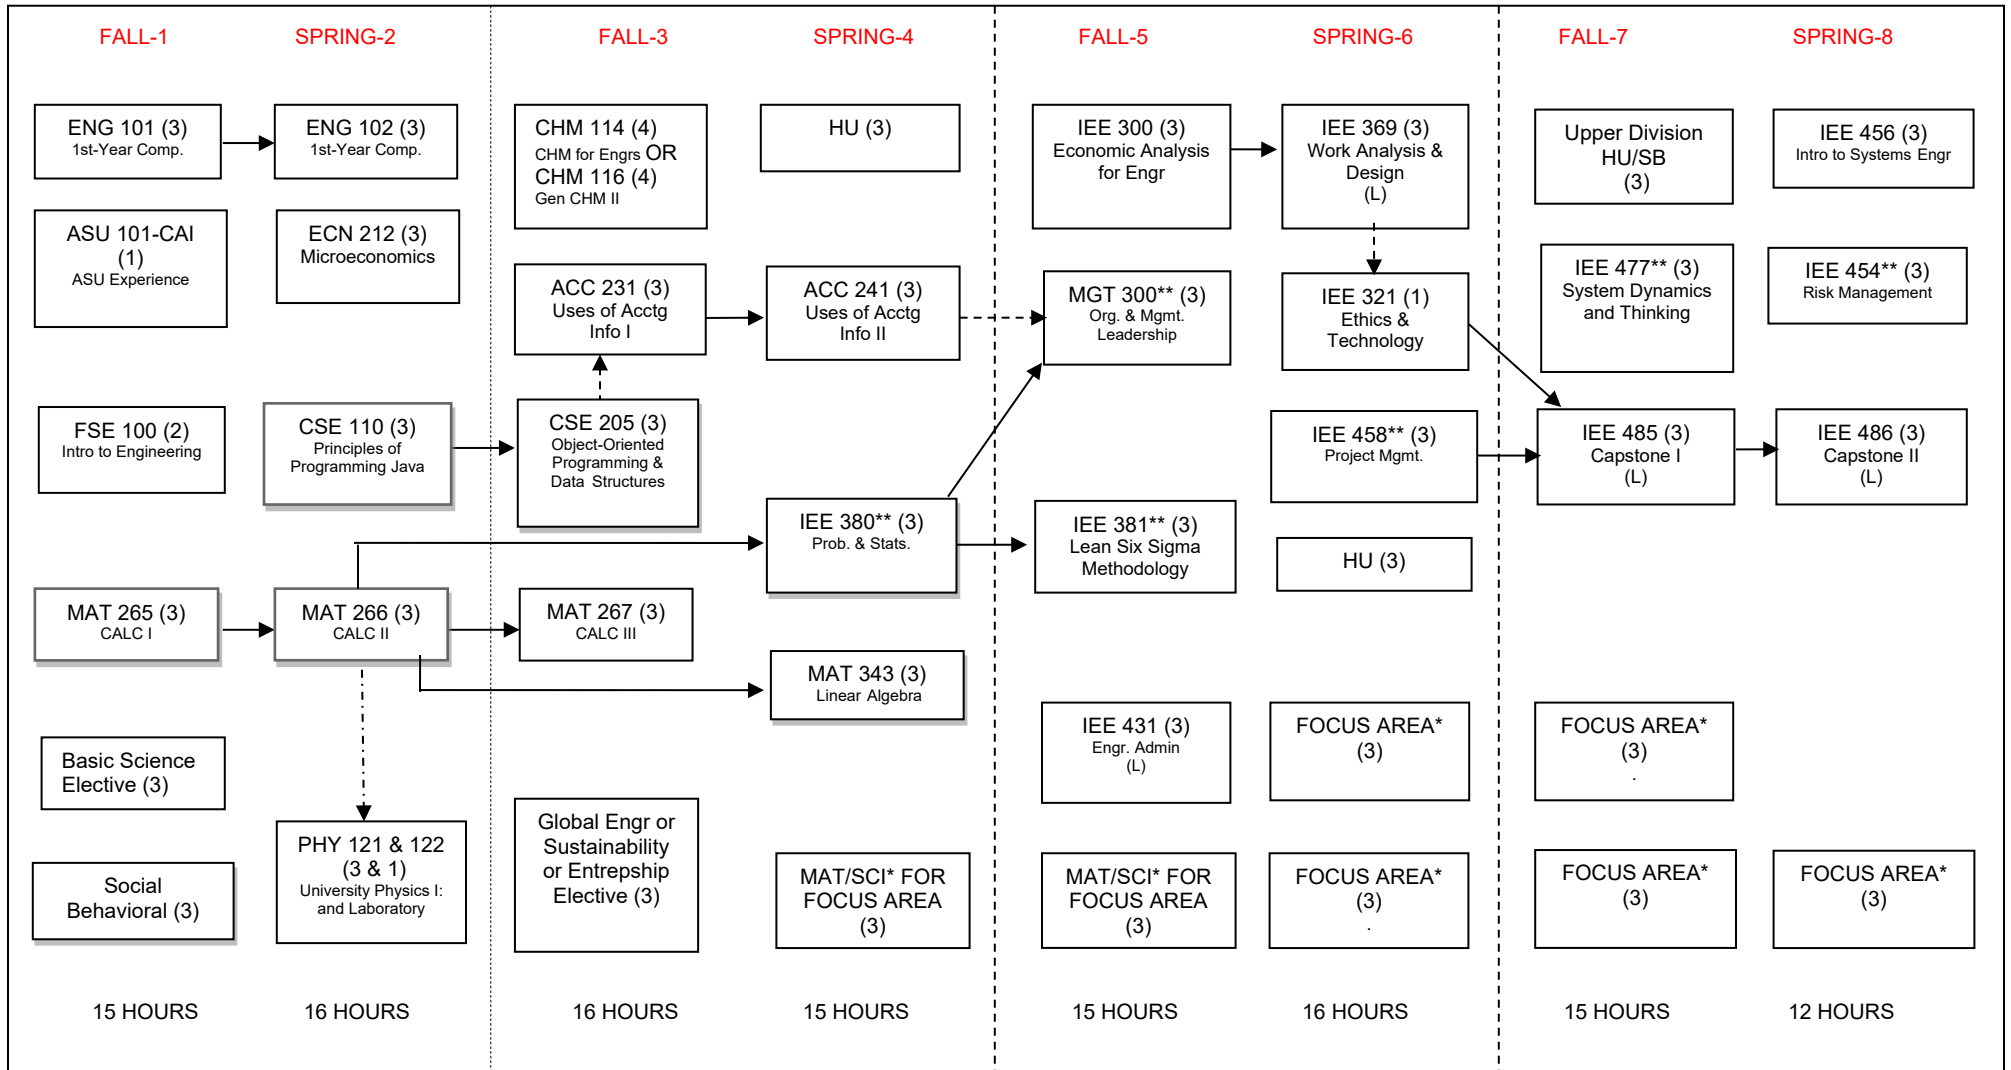 FALL-1
SPRING-2
FALL-3
SPRING-4
FALL-5
SPRING-6
FALL-7
SPRING-8
ENG 101 (3)
1st-Year Comp.
ASU 101-CAI
(1)
ASU Experience
FSE 100 (2)
Intro to Engineering
MAT 265 (3)
CALC I
Basic Science
Elective (3)
Social
Behavioral (3)
15 HOURS
ENG 102 (3)
1st-Year Comp.
ECN 212 (3)
Microeconomics
CSE 110 (3)
Principles of
Programming Java
MAT 266 (3)
CALC II
PHY 121 & 122
(3 & 1)
University Physics I:
and Laboratory
16 HOURS
CHM 114 (4)
CHM for Engrs OR
CHM 116 (4)
Gen CHM II
ACC 231 (3)
Uses of Acctg
Info I
CSE 205 (3)
Object-Oriented
Programming &
Data Structures
MAT 267 (3)
CALC III
Global Engr or
Sustainability
or Entrepship
Elective (3)
16 HOURS
HU (3)
ACC 241 (3)
Uses of Acctg
Info II
IEE 380** (3)
Prob. & Stats.
MAT 343 (3)
Linear Algebra
MAT/SCI* FOR
FOCUS AREA
(3)
15 HOURS
IEE 300 (3)
Economic Analysis
for Engr
MGT 300** (3)
Org. & Mgmt.
Leadership
IEE 381** (3)
Lean Six Sigma
Methodology
IEE 431 (3)
Engr. Admin
(L)
MAT/SCI* FOR
FOCUS AREA
(3)
15 HOURS
IEE 369 (3)
Work Analysis &
Design
(L)
IEE 321 (1)
Ethics &
Technology
IEE 458** (3)
Project Mgmt.
HU (3)
FOCUS AREA*
(3)
FOCUS AREA*
(3)
.
16 HOURS
Upper Division
HU/SB
(3)
IEE 477** (3)
System Dynamics
and Thinking
IEE 485 (3)
Capstone I
(L)
FOCUS AREA*
(3)
.
FOCUS AREA*
(3)
15 HOURS
IEE 456 (3)
Intro to Systems Engr
IEE 454** (3)
Risk Management
IEE 486 (3)
Capstone II
(L)
FOCUS AREA*
(3)
12 HOURS